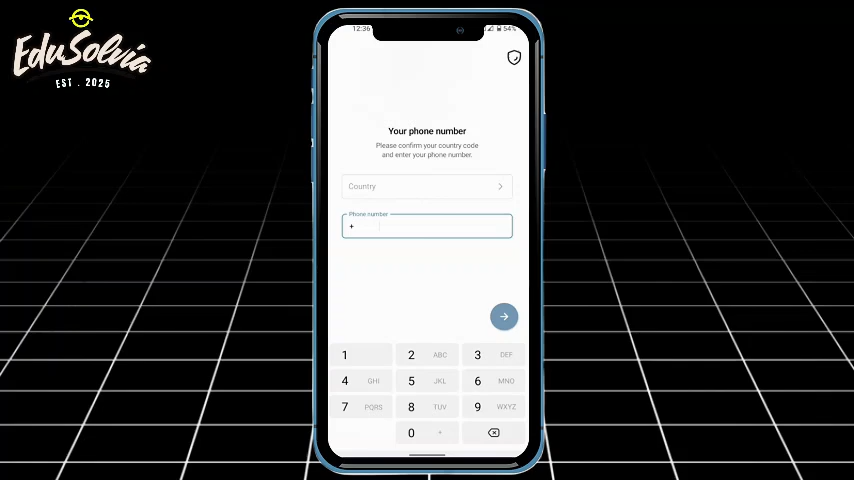 EduSolvia
EST . 2025
12:36
54%
Your phone number
Please confirm your country code
and enter your phone number.
Country
Phone number
+
1
2 ABC
3 DEF
4 GHI
5 JKL
6 MNO
7 PQRS
8 TUV
9 WXYZ
0 +